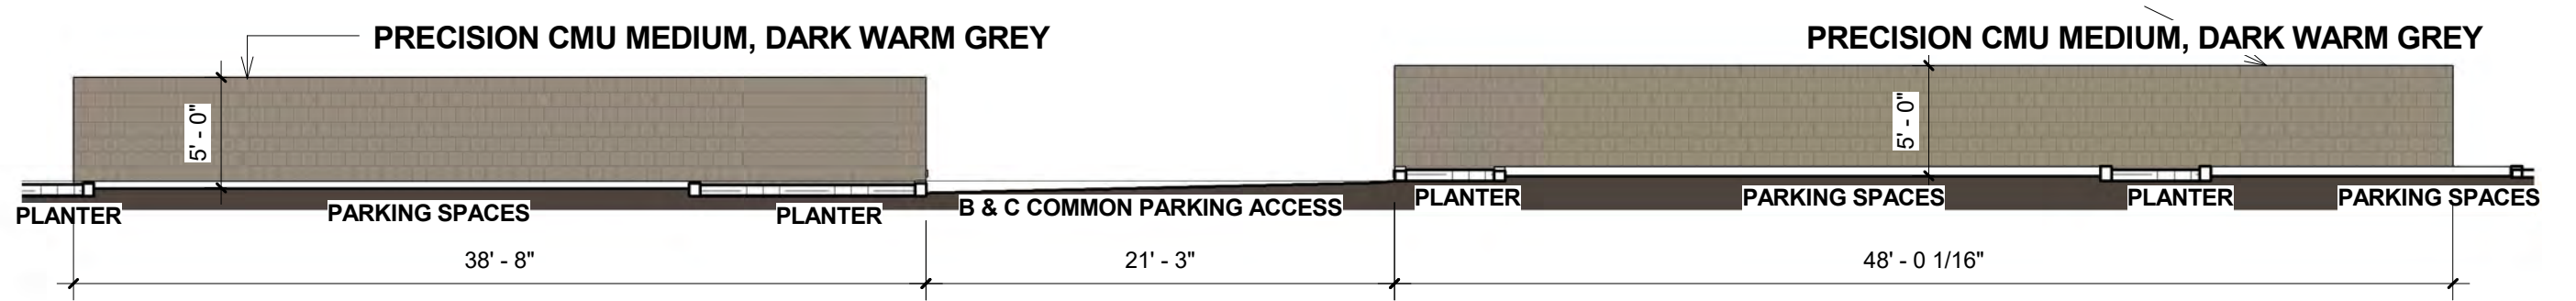 PRECISION CMU MEDIUM, DARK WARM GREY
PRECISION CMU MEDIUM, DARK WARM GREY
5' - 0"
5' - 0"
PLANTER
PARKING SPACES
PLANTER
B & C COMMON PARKING ACCESS
PLANTER
PARKING SPACES
PLANTER
PARKING SPACES
38' - 8"
21' - 3"
48' - 0 1/16"